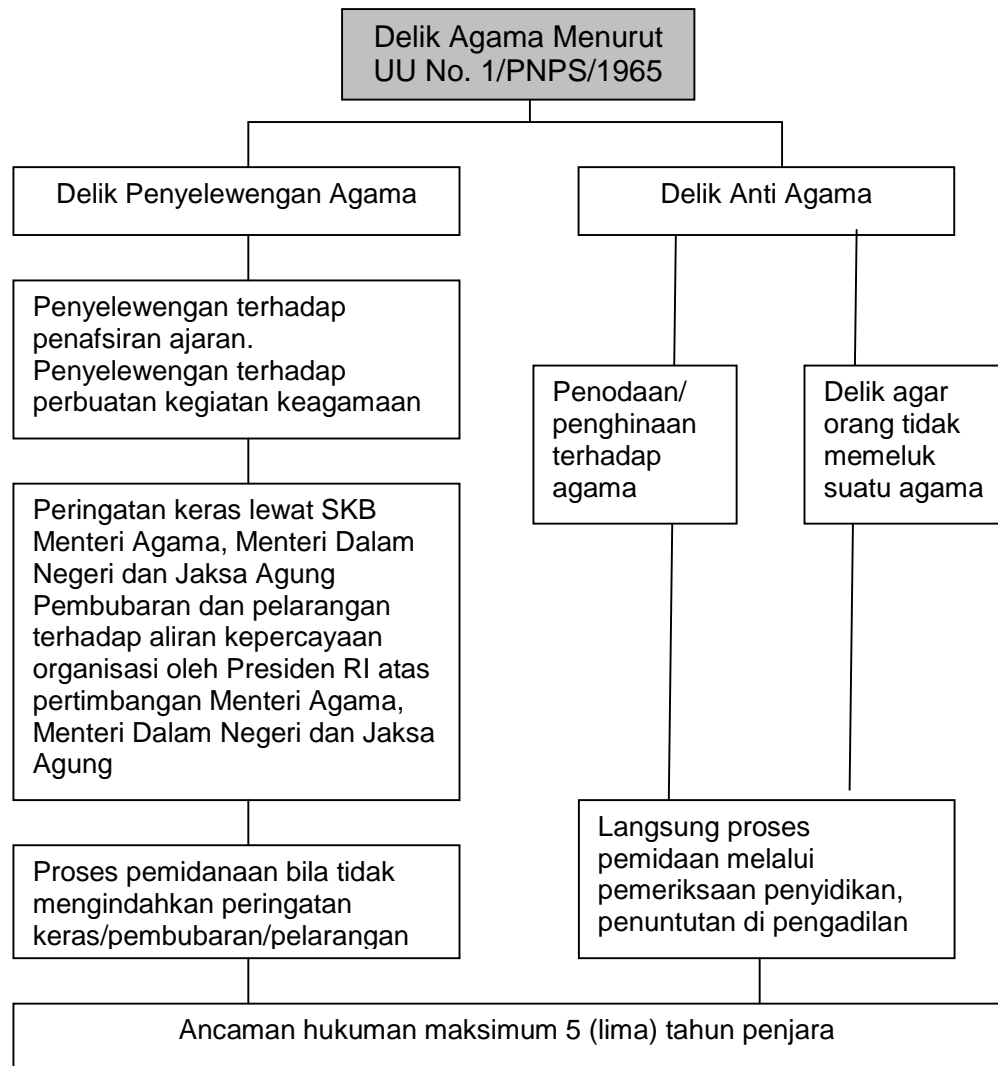 Delik Agama Menurut
UU No. 1/PNPS/1965
Delik Penyelewengan Agama
Delik Anti Agama
Penyelewengan terhadap
penafsiran ajaran.
Penyelewengan terhadap
perbuatan kegiatan keagamaan
Penodaan/
penghinaan
terhadap
agama
Delik agar
orang tidak
memeluk
suatu agama
Peringatan keras lewat SKB
Menteri Agama, Menteri Dalam
Negeri dan Jaksa Agung
Pembubaran dan pelarangan
terhadap aliran kepercayaan
organisasi oleh Presiden RI atas
pertimbangan Menteri Agama,
Menteri Dalam Negeri dan Jaksa
Agung
Proses pemidanaan bila tidak
mengindahkan peringatan
keras/pembubaran/pelarangan
Langsung proses
pemidaan melalui
pemeriksaan penyidikan,
penuntutan di pengadilan
Ancaman hukuman maksimum 5 (lima) tahun penjara